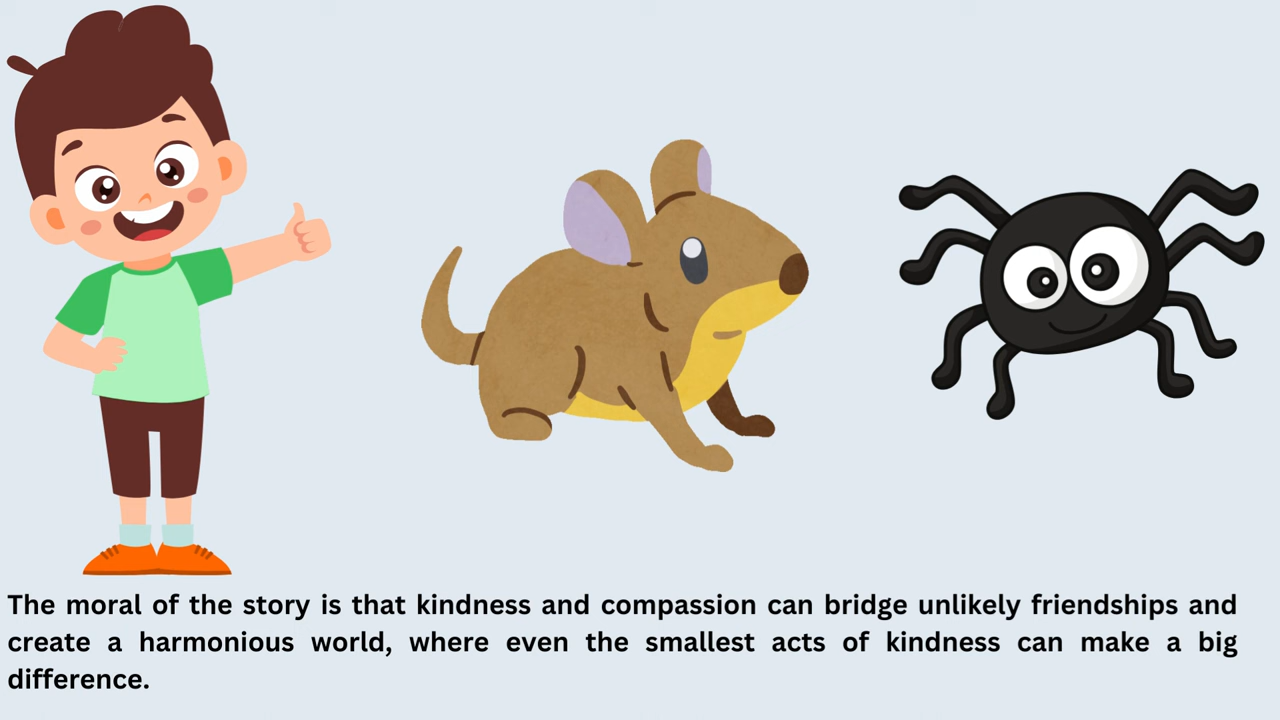 The moral of the story is that kindness and compassion can bridge unlikely friendships and
create a harmonious world, where even the smallest acts of kindness can make a big
difference.